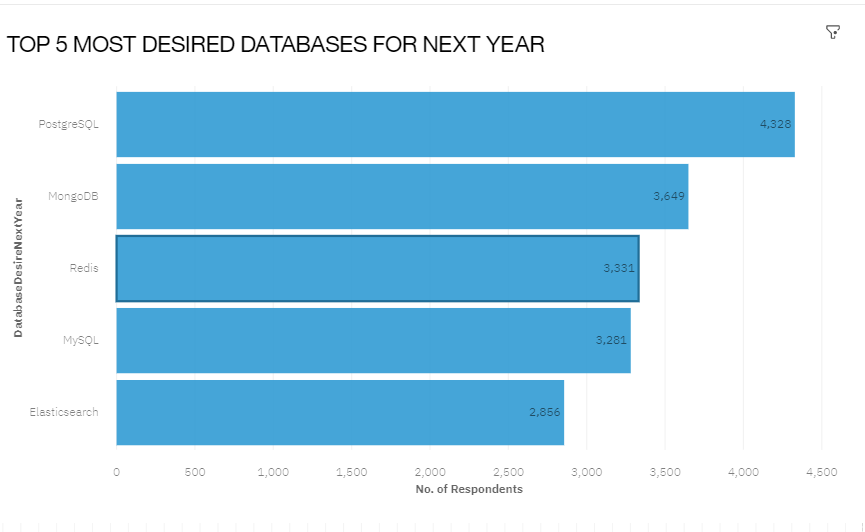 TOP 5 MOST DESIRED DATABASES FOR NEXT YEAR
DatabaseDesireNextYear
PostgreSQL
4,328
MongoDB
3,649
Redis
3,331
MySQL
3,281
Elasticsearch
2,856
0 500 1,000 1,500 2,000 2,500 3,000 3,500 4,000 4,500
No. of Respondents